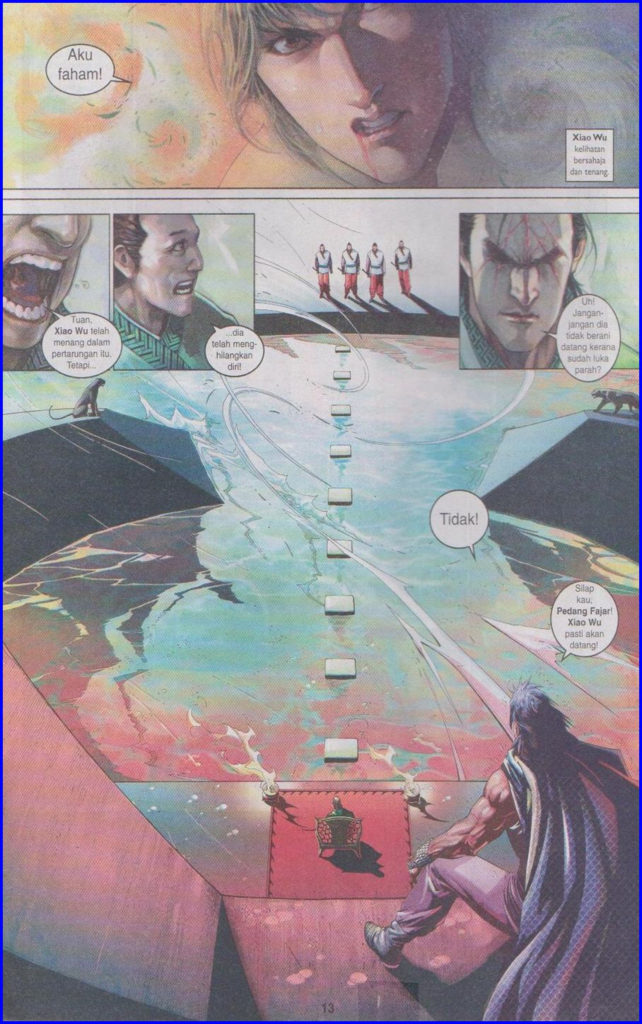 Aku
faham!
Xiao Wu
kelihatan
bersahaja
dan tenang.
Tuan,
Xiao Wu telah
menang dalam
pertarungan itu.
Tetapi...
...dia
telah meng-
hilangkan
diri!
Uh!
Jangan-
jangan dia
tidak berani
datang kerana
sudah luka
parah?
Tidak!
Silap
kau,
Pedang Fajar!
Xiao Wu
pasti akan
datang!
13